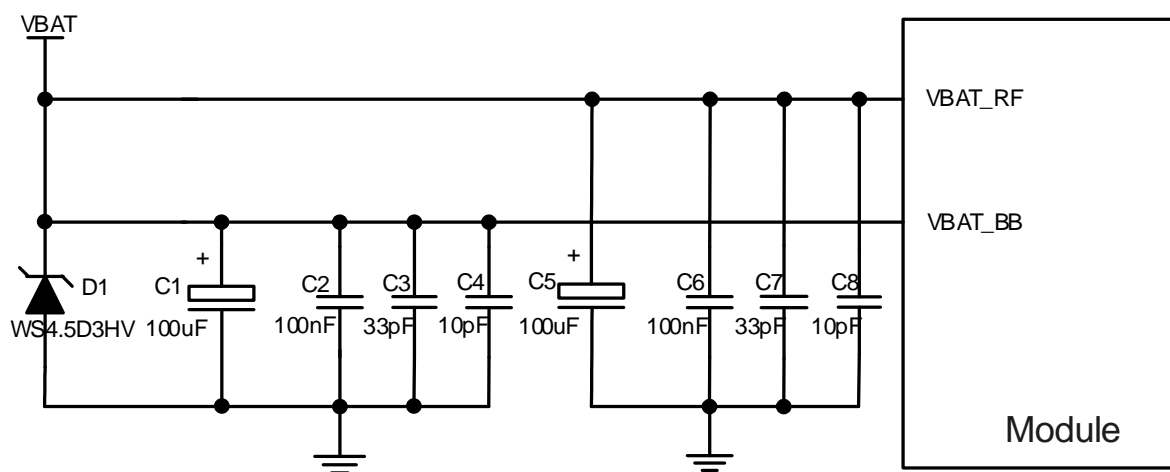 VBAT
VBAT_RF
VBAT_BB
+
+
D1
C1
C2
C3
C4
C5
C6
C7
C8
WS4.5D3HV
100uF
100nF
33pF
10pF
100uF
100nF
33pF
10pF
Module